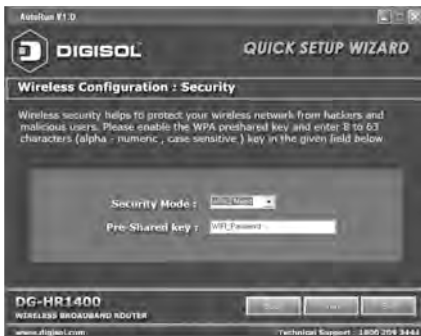 AutoRun V1.0
DIGISOL
QUICK SETUP WIZARD
Wireless Configuration : Security
Wireless security helps to protect your wireless network from hackers and
malicious users. Please enable the WPA preshared key and enter 8 to 63
characters (alpha - numeric , case sensitive ) key in the given field below
Security Mode :
Pre-Shared key : WIFI_Password
DG-HR1400
WIRELESS BROADBAND ROUTER
www.digisol.com
Technical Support : 1800 209 3444